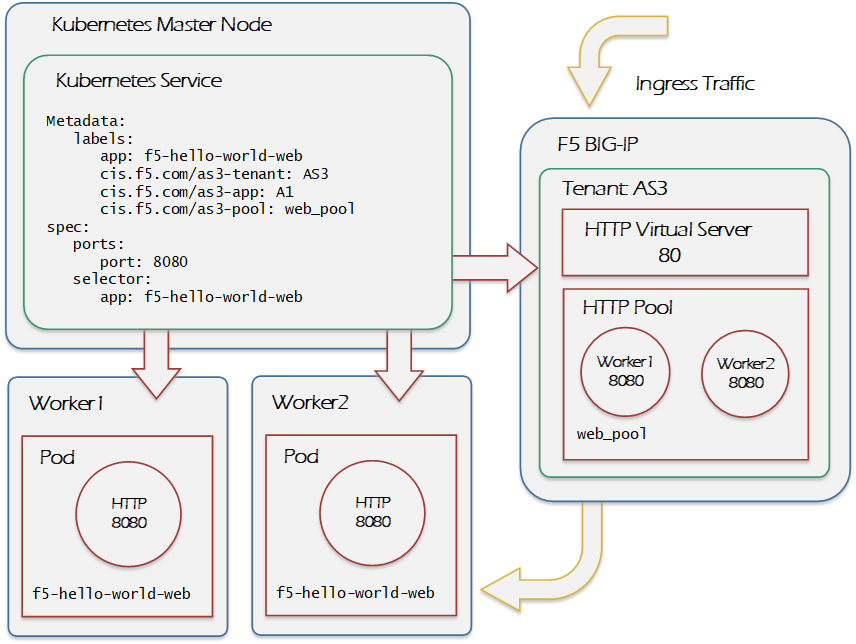 Kubernetes Master Node
Kubernetes Service
Metadata:
labels:
app: f5-hello-world-web
cis.f5.com/as3-tenant: AS3
cis.f5.com/as3-app: A1
cis.f5.com/as3-pool: web_pool
spec:
ports:
port: 8080
selector:
app: f5-hello-world-web
Ingress Traffic
F5 BIG-IP
Tenant: AS3
HTTP Virtual Server
80
HTTP Pool
Worker1
8080
Worker2
8080
web_pool
Worker1
Pod
HTTP
8080
f5-hello-world-web
Worker2
Pod
HTTP
8080
f5-hello-world-web